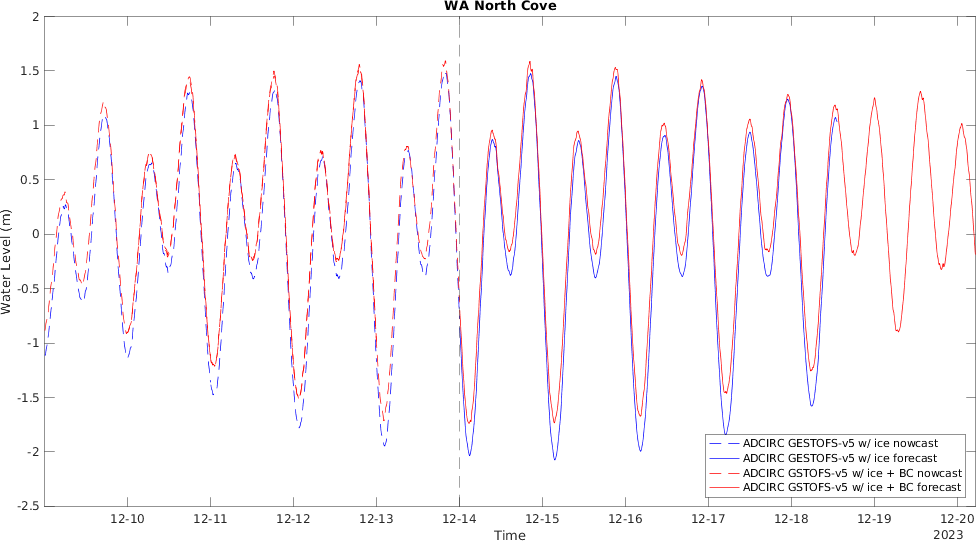 WA North Cove
2
1.5
1
0.5
0
-0.5
-1
-1.5
-2
-2.5
Water Level (m)
12-10 12-11 12-12 12-13 12-14 12-15 12-16 12-17 12-18 12-19 12-20
Time
2023
ADCIRC GESTOFS-v5 w/ ice nowcast
ADCIRC GESTOFS-v5 w/ ice forecast
ADCIRC GSTOFS-v5 w/ ice + BC nowcast
ADCIRC GSTOFS-v5 w/ ice + BC forecast